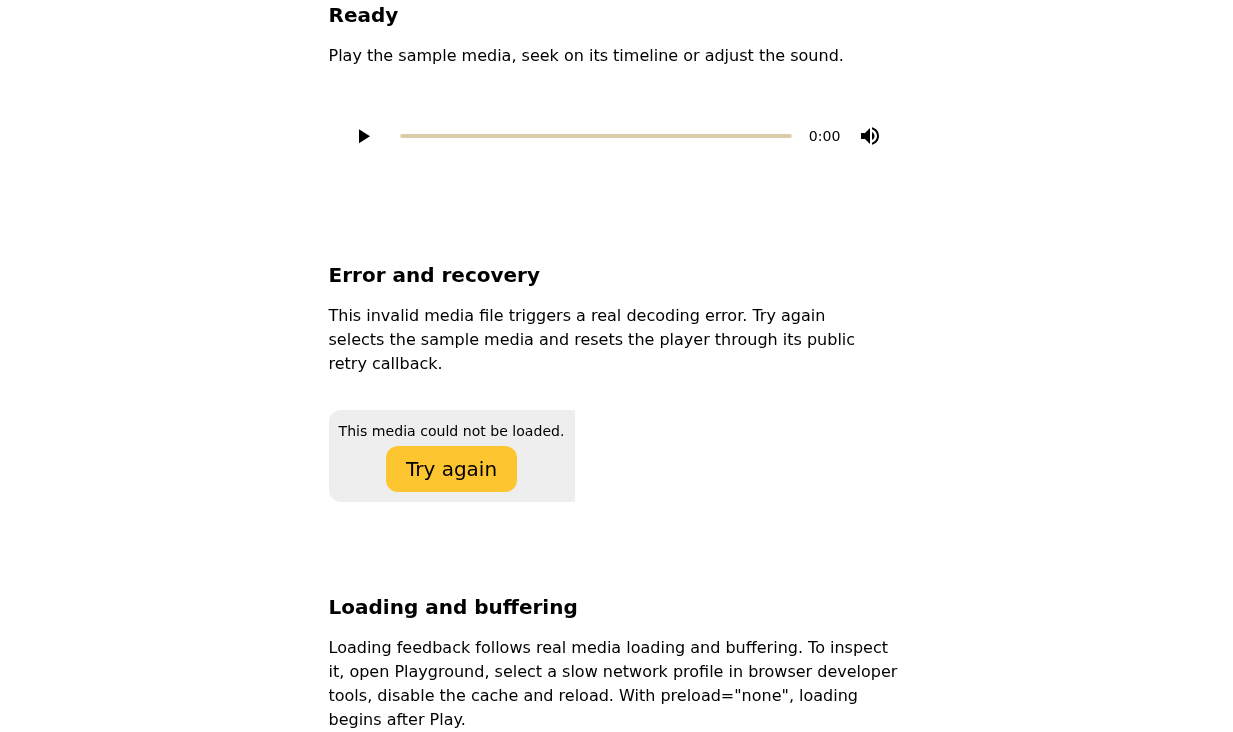 Ready
Play the sample media, seek on its timeline or adjust the sound.
0:00
Error and recovery
This invalid media file triggers a real decoding error. Try again
selects the sample media and resets the player through its public
retry callback.
This media could not be loaded.
Try again
Loading and buffering
Loading feedback follows real media loading and buffering. To inspect
it, open Playground, select a slow network profile in browser developer
tools, disable the cache and reload. With preload="none", loading
begins after Play.